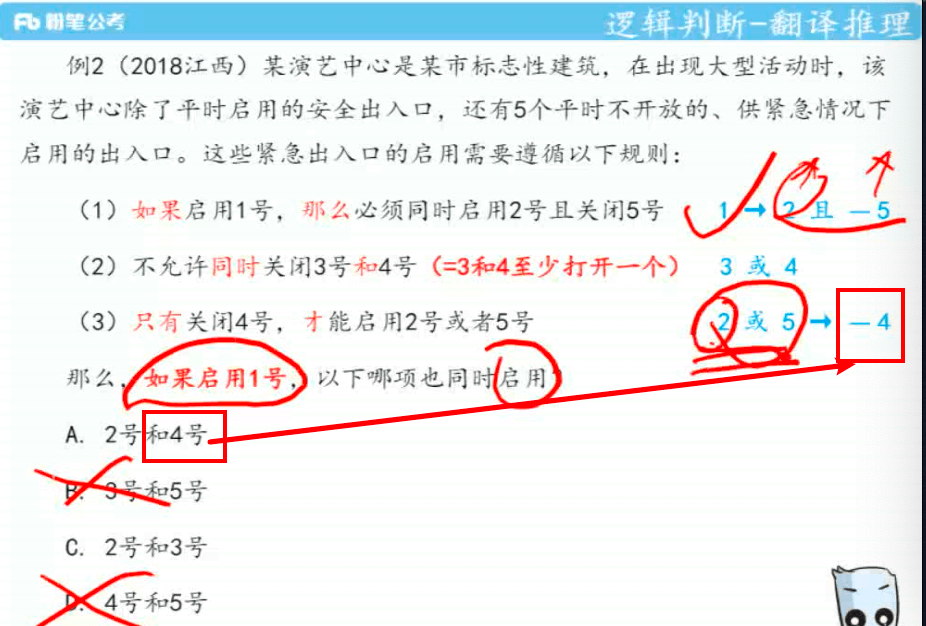 粉笔公考 逻辑判断-翻译推理
例2（2018江西）某演艺中心是某市标志性建筑，在出现大型活动时，该
演艺中心除了平时启用的安全出入口，还有5个平时不开放的、供紧急情况下
启用的出入口。这些紧急出入口的启用需要遵循以下规则：
（1）如果启用1号，那么必须同时启用2号且关闭5号 1→2且—5
（2）不允许同时关闭3号和4号（=3和4至少打开一个） 3或4
（3）只有关闭4号，才能启用2号或者5号 2或5→—4
那么，如果启用1号，以下哪项也同时启用？
A. 2号和4号
B. 3号和5号
C. 2号和3号
D. 4号和5号